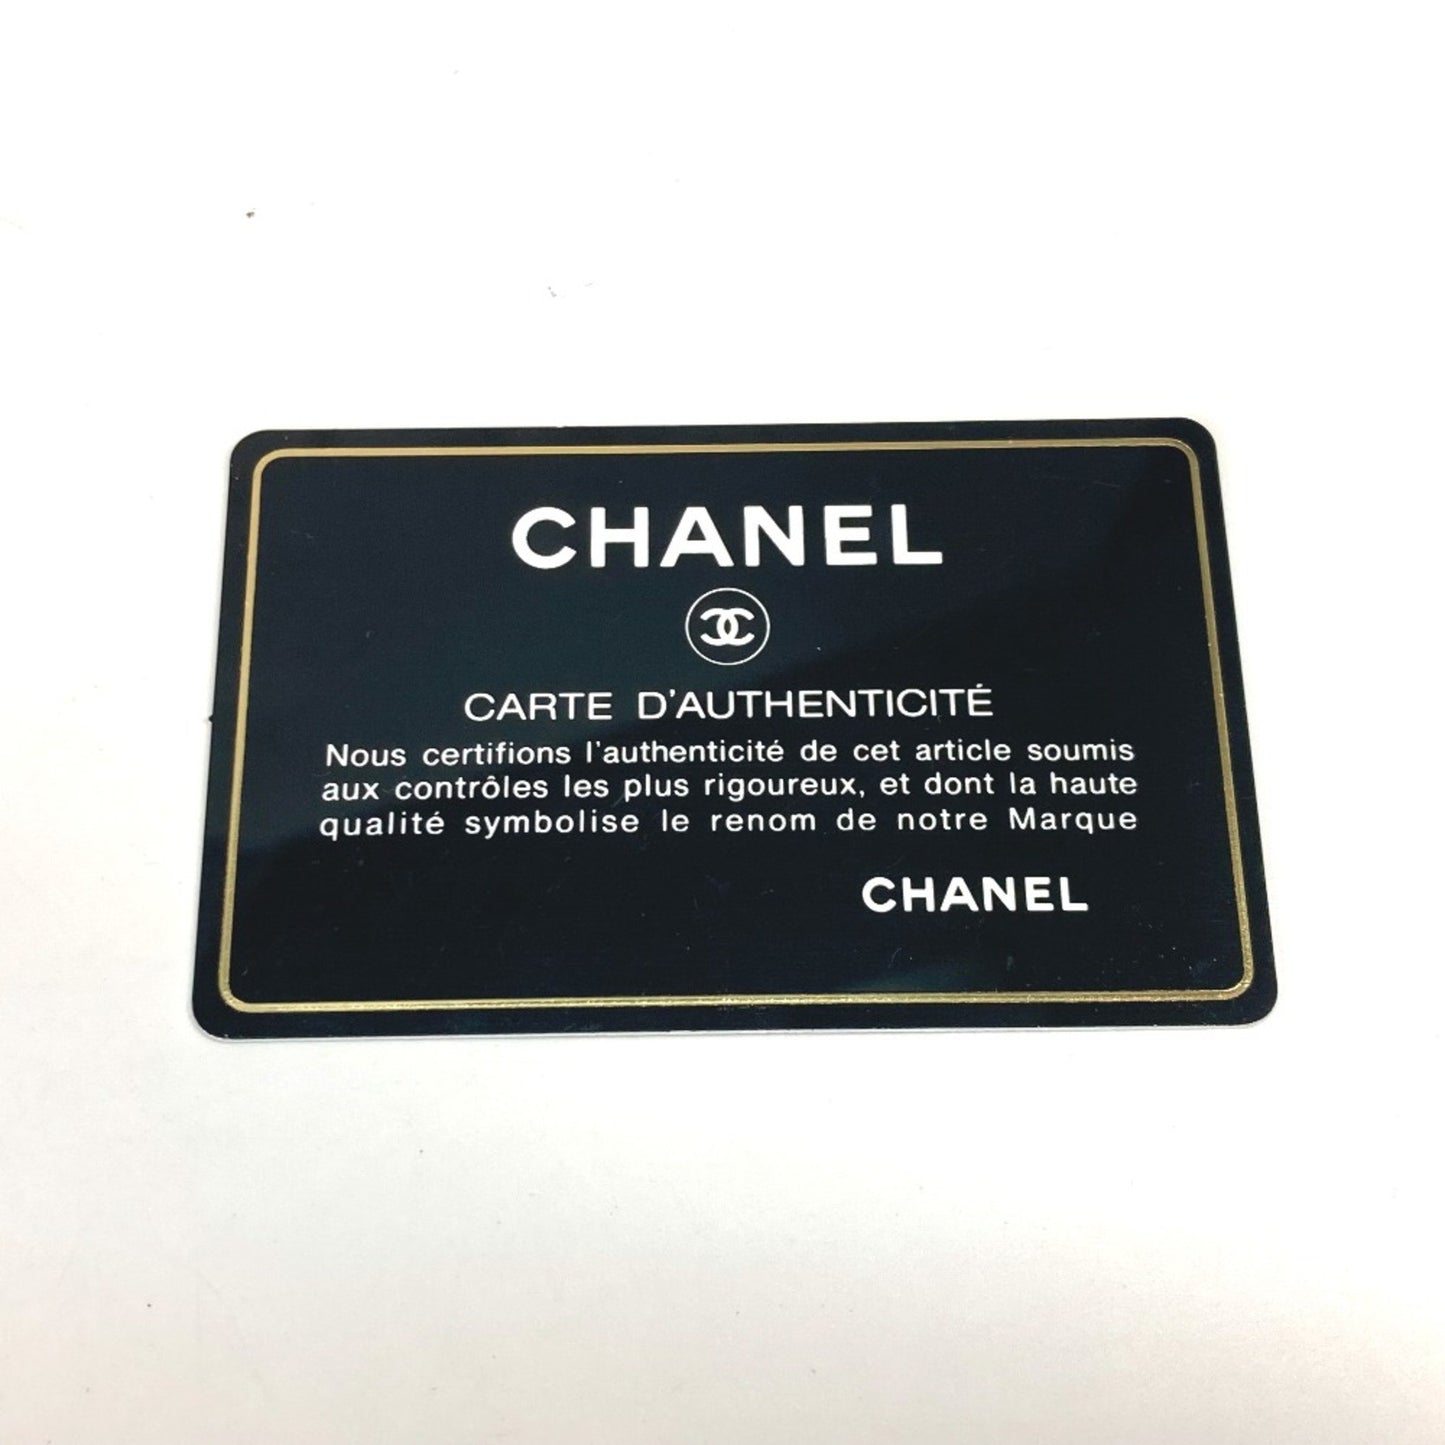 CHANEL
CARTE D'AUTHENTICITÉ
Nous certifions l'authenticité de cet article soumis
aux contrôles les plus rigoureux, et dont la haute
qualité symbolise le renom de notre Marque
CHANEL